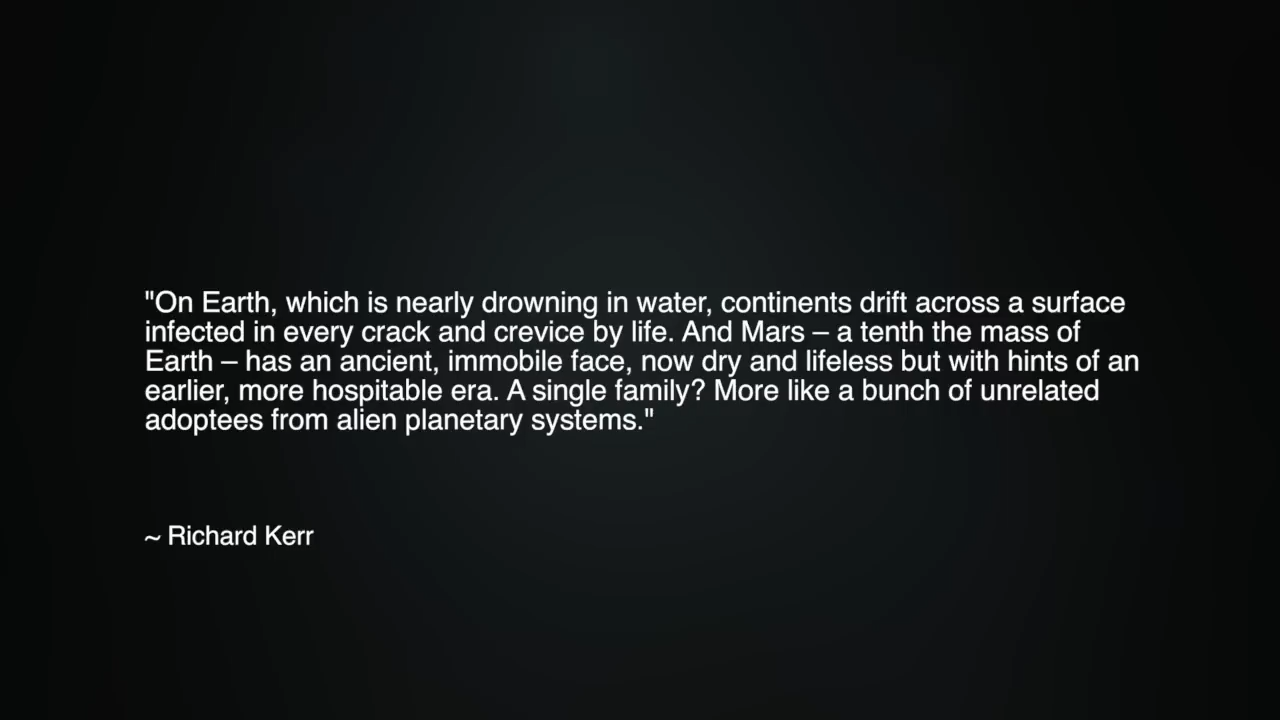 "On Earth, which is nearly drowning in water, continents drift across a surface
infected in every crack and crevice by life. And Mars – a tenth the mass of
Earth – has an ancient, immobile face, now dry and lifeless but with hints of an
earlier, more hospitable era. A single family? More like a bunch of unrelated
adoptees from alien planetary systems."
~ Richard Kerr